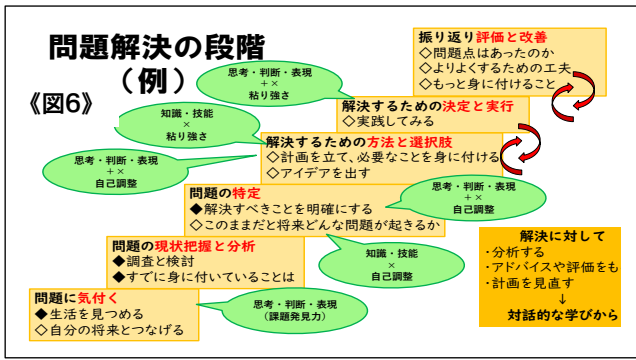 問題解決の段階
（例）
《図6》
振り返り評価と改善
◇問題点はあったのか
◇よりよくするための工夫
◇もっと身に付けること
思考・判断・表現
＋×
粘り強さ
解決するための決定と実行
◇実践してみる
知識・技能
×
粘り強さ
解決するための方法と選択肢
◇計画を立て、必要なことを身に付ける
◇アイデアを出す
思考・判断・表現
＋×
自己調整
問題の特定
◆解決すべきことを明確にする
◇このままだと将来どんな問題が起きるか
思考・判断・表現
＋×
自己調整
問題の現状把握と分析
◆調査と検討
◆すでに身に付いていることは
知識・技能
×
自己調整
問題に気付く
◆生活を見つめる
◇自分の将来とつなげる
思考・判断・表現
（課題発見力）
解決に対して
・分析する
・アドバイスや評価をも
・計画を見直す
↓
対話的な学びから